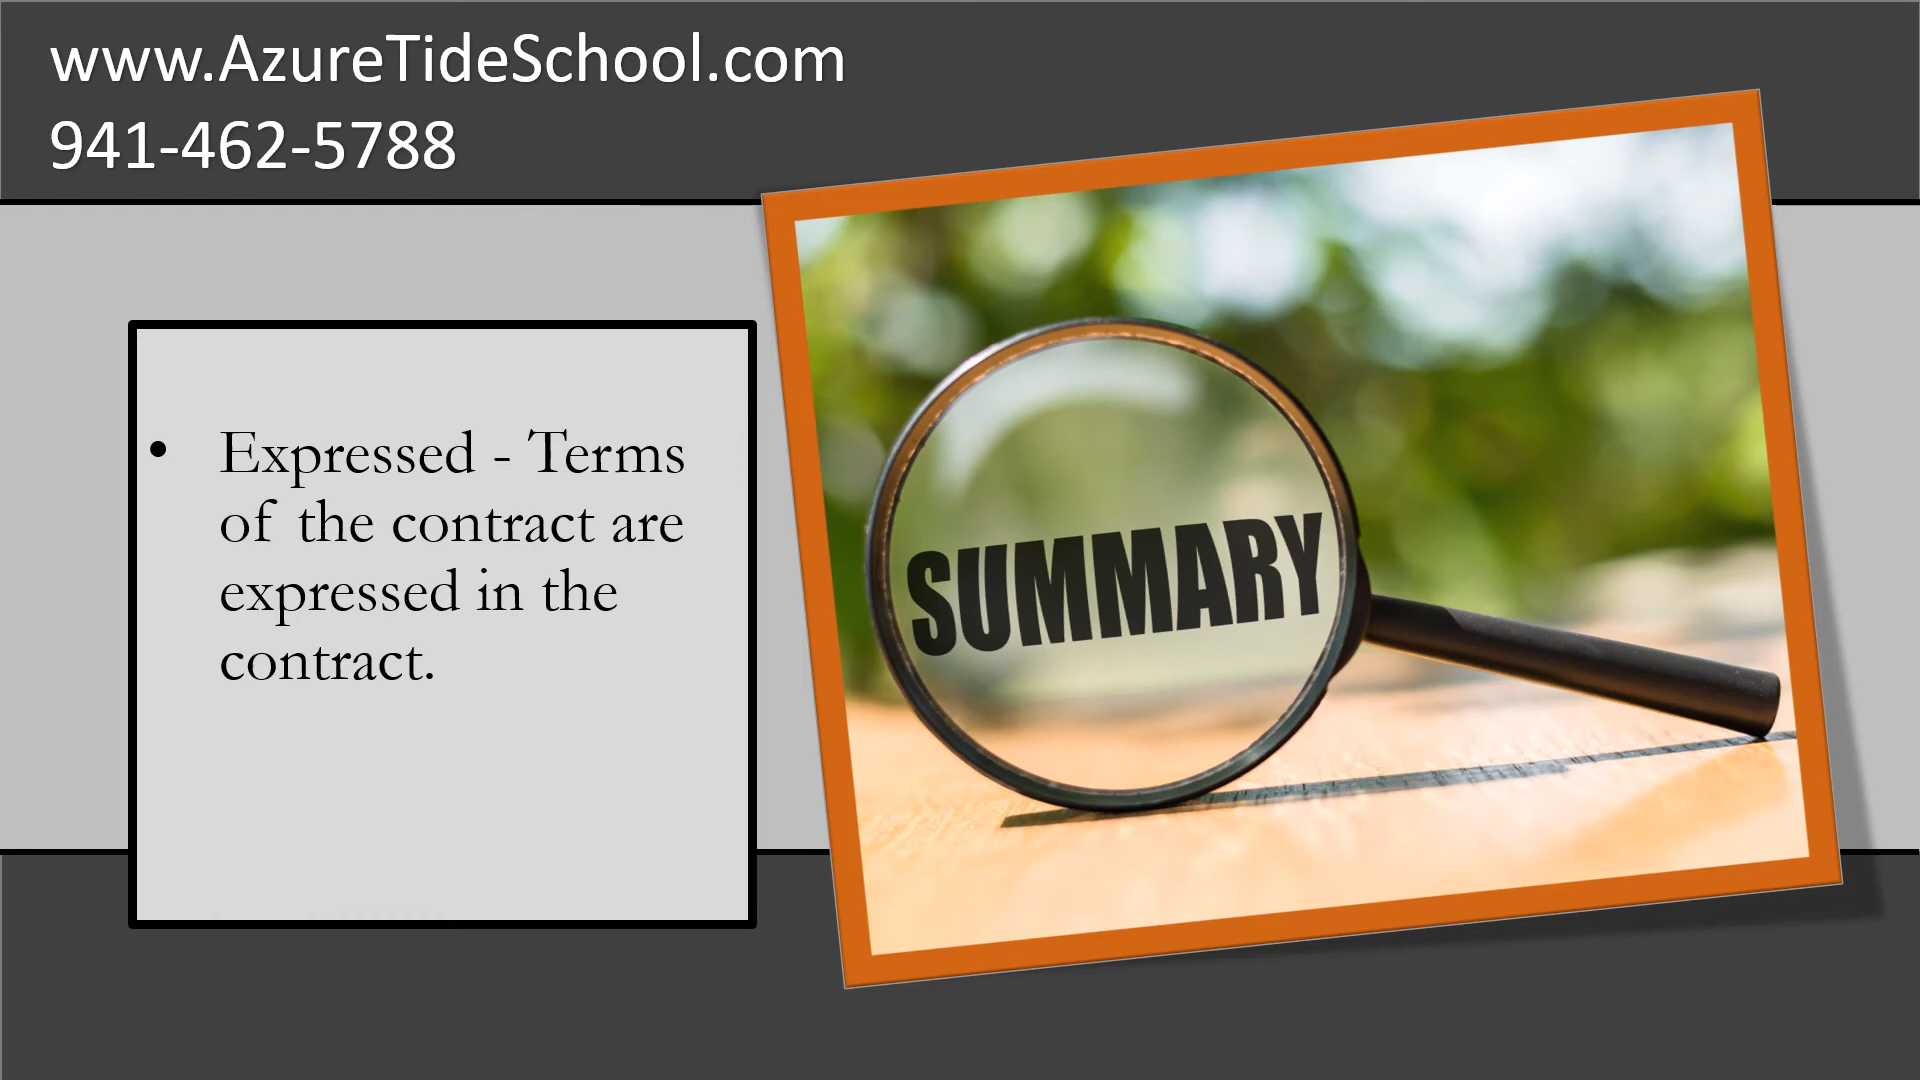 www.AzureTideSchool.com
941-462-5788
• Expressed - Terms
of the contract are
expressed in the
contract.
SUMMARY